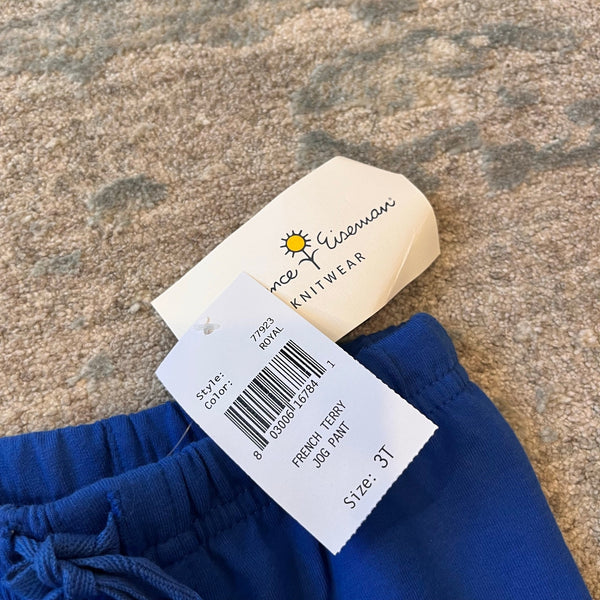 nce Eiseman
KNITWEAR
Style: 77923
Color: ROYAL
8 03006 16784 1
FRENCH TERRY
JOG PANT
Size: 3T